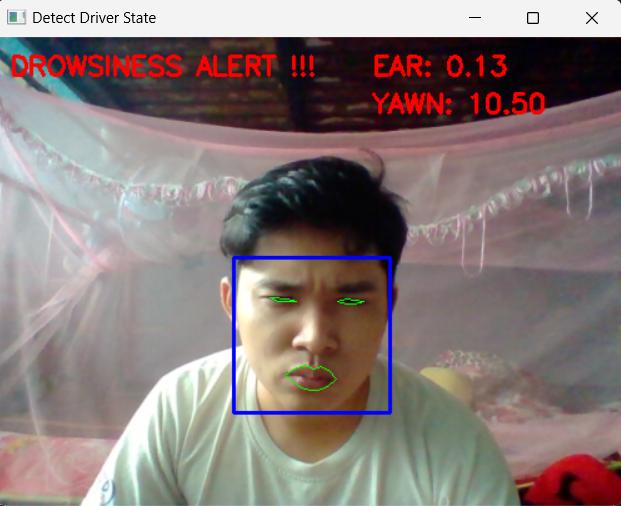 Detect Driver State
DROWSINESS ALERT !!! EAR: 0.13
YAWN: 10.50